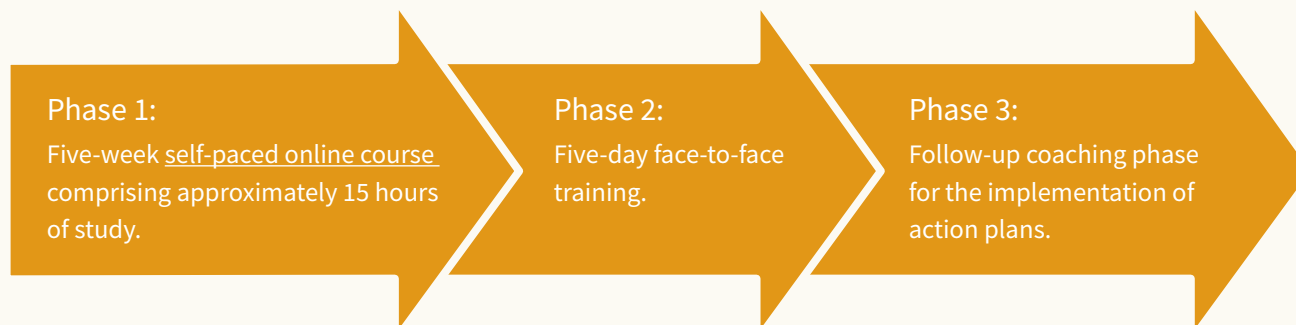 Phase 1:
Five-week self-paced online course
comprising approximately 15 hours
of study.
Phase 2:
Five-day face-to-face
training.
Phase 3:
Follow-up coaching phase
for the implementation of
action plans.